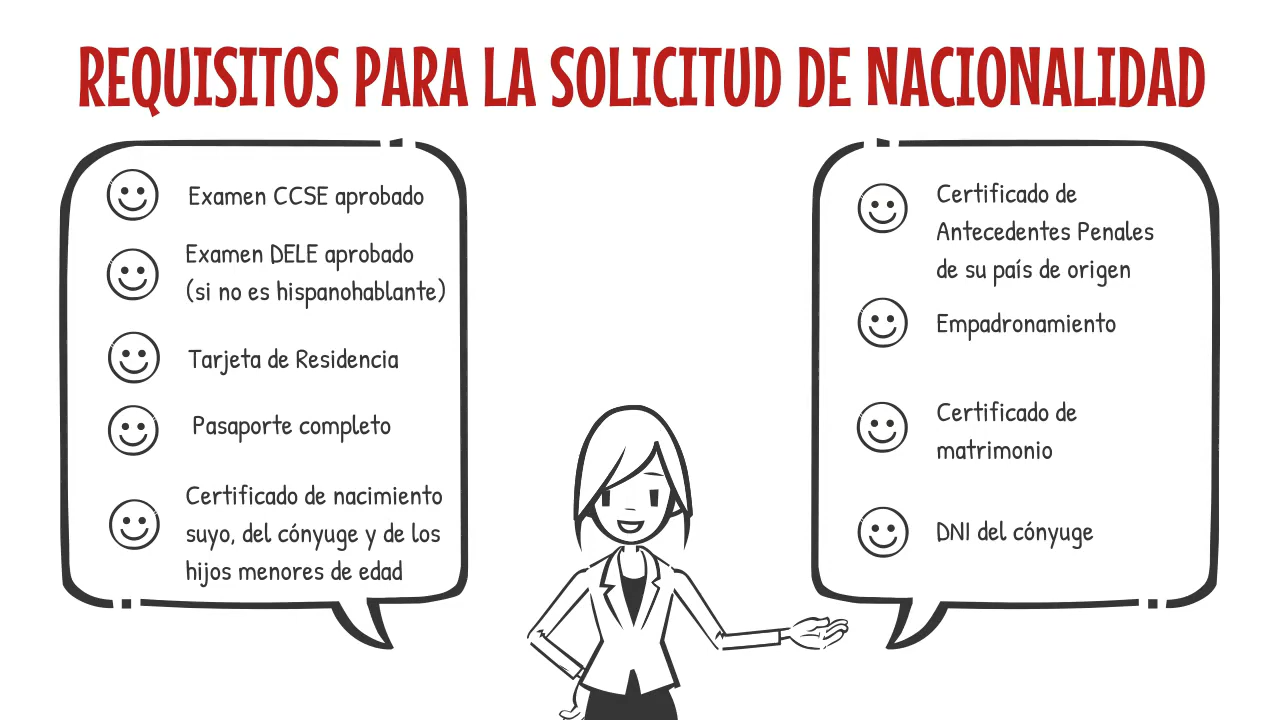 REQUISITOS PARA LA SOLICITUD DE NACIONALIDAD
Examen CCSE aprobado
Examen DELE aprobado
(si no es hispanohablante)
Tarjeta de Residencia
Pasaporte completo
Certificado de nacimiento
suyo, del cónyuge y de los
hijos menores de edad
Certificado de
Antecedentes Penales
de su país de origen
Empadronamiento
Certificado de
matrimonio
DNI del cónyuge